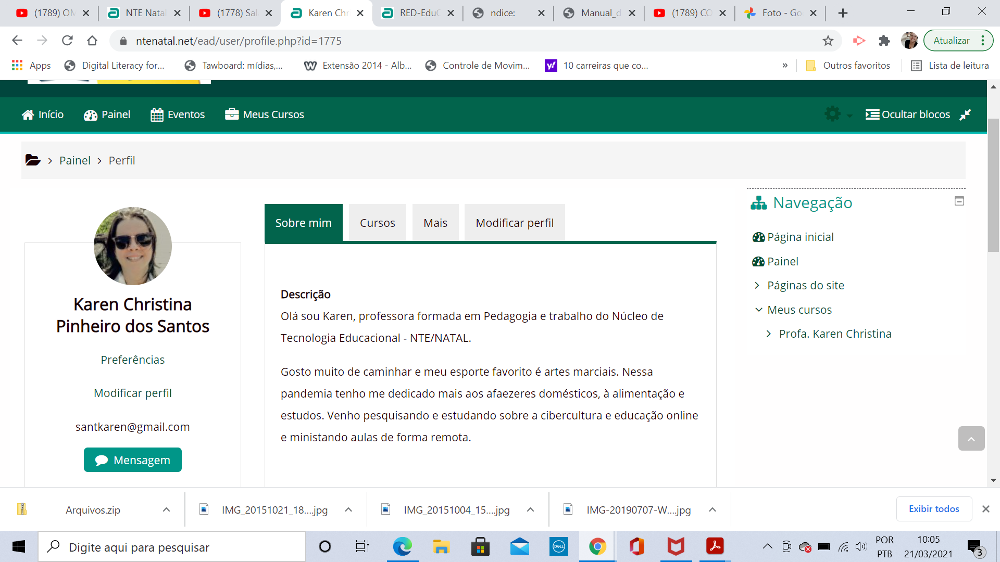 (1789) OM
NTE Natal
(1778) Sal
Karen Chr
RED-EduC
ndice:
Manual_d
(1789) CO
Foto - Go
ntenatal.net/ead/user/profile.php?id=1775
Atualizar
Apps
Digital Literacy for...
Tawboard: mídias,...
Extensão 2014 - Alb...
Controle de Movim...
10 carreiras que co...
»
Outros favoritos
Lista de leitura
Início
Painel
Eventos
Meus Cursos
Ocultar blocos
Painel
Perfil
Karen Christina
Pinheiro dos Santos
Preferências
Modificar perfil
santkaren@gmail.com
Mensagem
Sobre mim
Cursos
Mais
Modificar perfil
Descrição
Olá sou Karen, professora formada em Pedagogia e trabalho do Núcleo de
Tecnologia Educacional - NTE/NATAL.
Gosto muito de caminhar e meu esporte favorito é artes marciais. Nessa
pandemia tenho me dedicado mais aos afaezeres domésticos, à alimentação e
estudos. Venho pesquisando e estudando sobre a cibercultura e educação online
e ministando aulas de forma remota.
Navegação
Página inicial
Painel
Páginas do site
Meus cursos
Profa. Karen Christina
Arquivos.zip
IMG_20151021_18....jpg
IMG_20151004_15....jpg
IMG-20190707-W....jpg
Exibir todos
Digite aqui para pesquisar
DELL
POR
PTB
10:05
21/03/2021
3